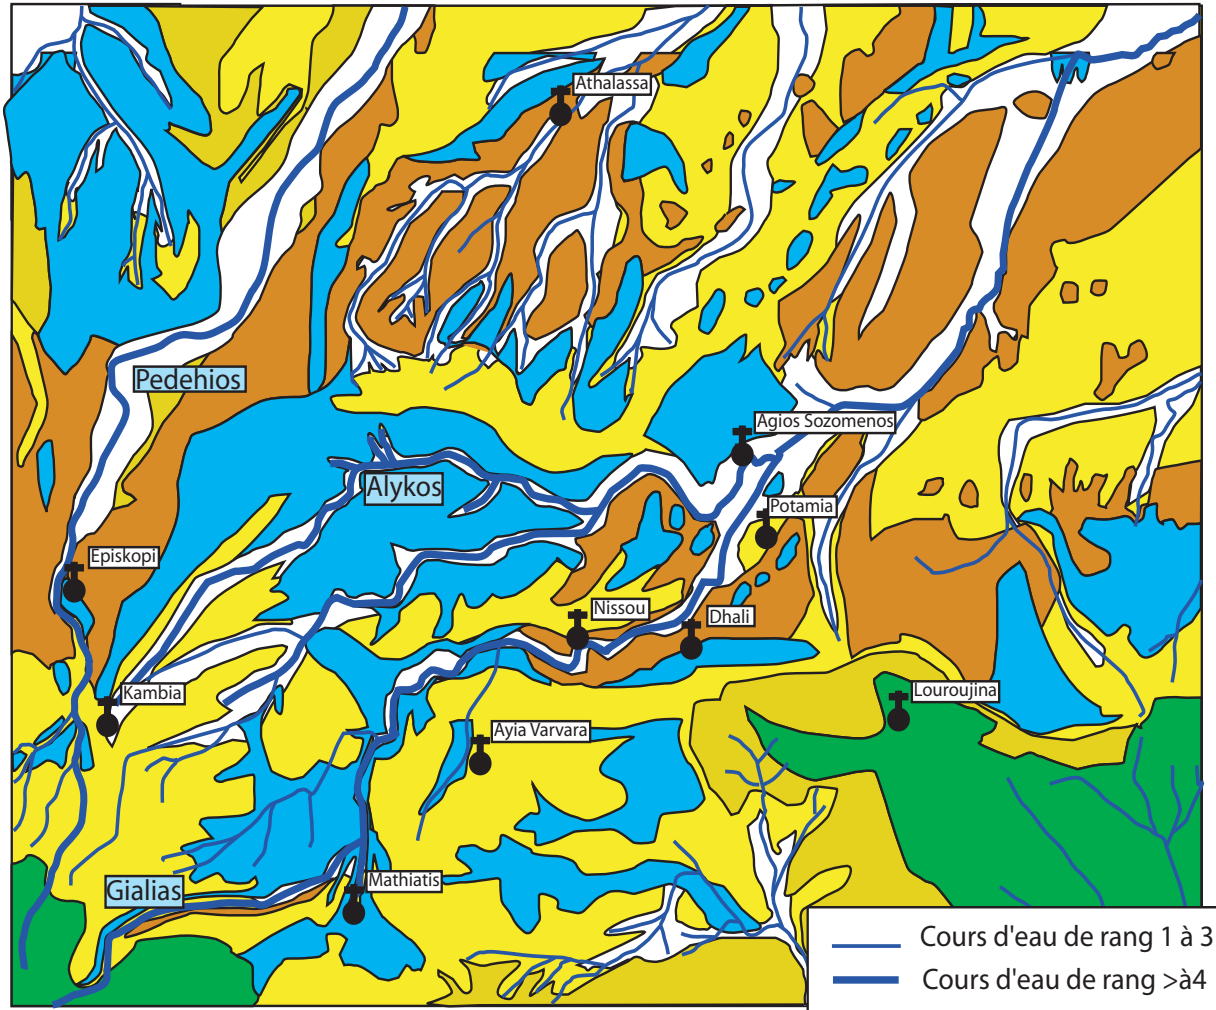 Athalassa
Pedehios
Agios Sozomenos
Alykos
Potamia
Episkopi
Nissou
Dhali
Kambia
Louroujina
Ayia Varvara
Gialias
Mathiatis
Cours d'eau de rang 1 à 3
Cours d'eau de rang >à4